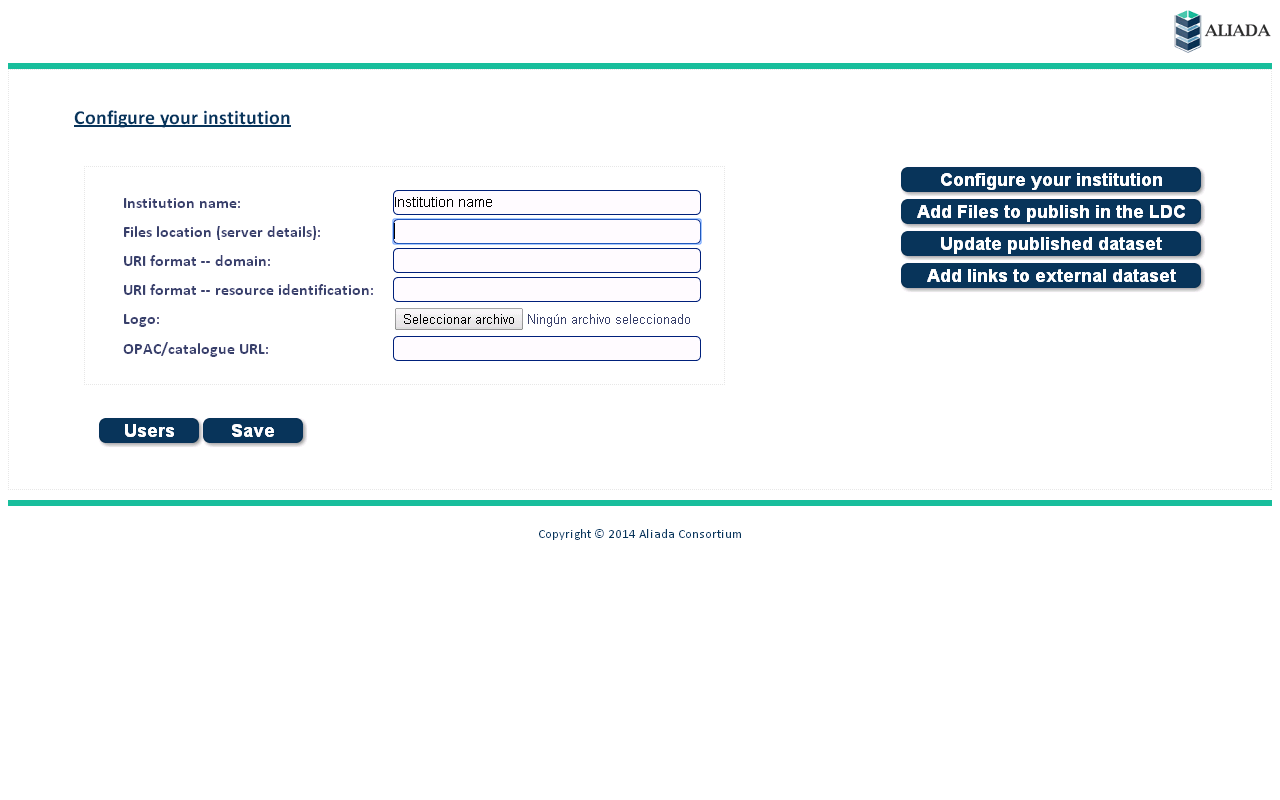 ALIADA
Configure your institution
Institution name: Institution name
Files location (server details):
URI format -- domain:
URI format -- resource identification:
Logo: Seleccionar archivo Ningún archivo seleccionado
OPAC/catalogue URL:
Users Save
Configure your institution
Add Files to publish in the LDC
Update published dataset
Add links to external dataset
Copyright © 2014 Aliada Consortium